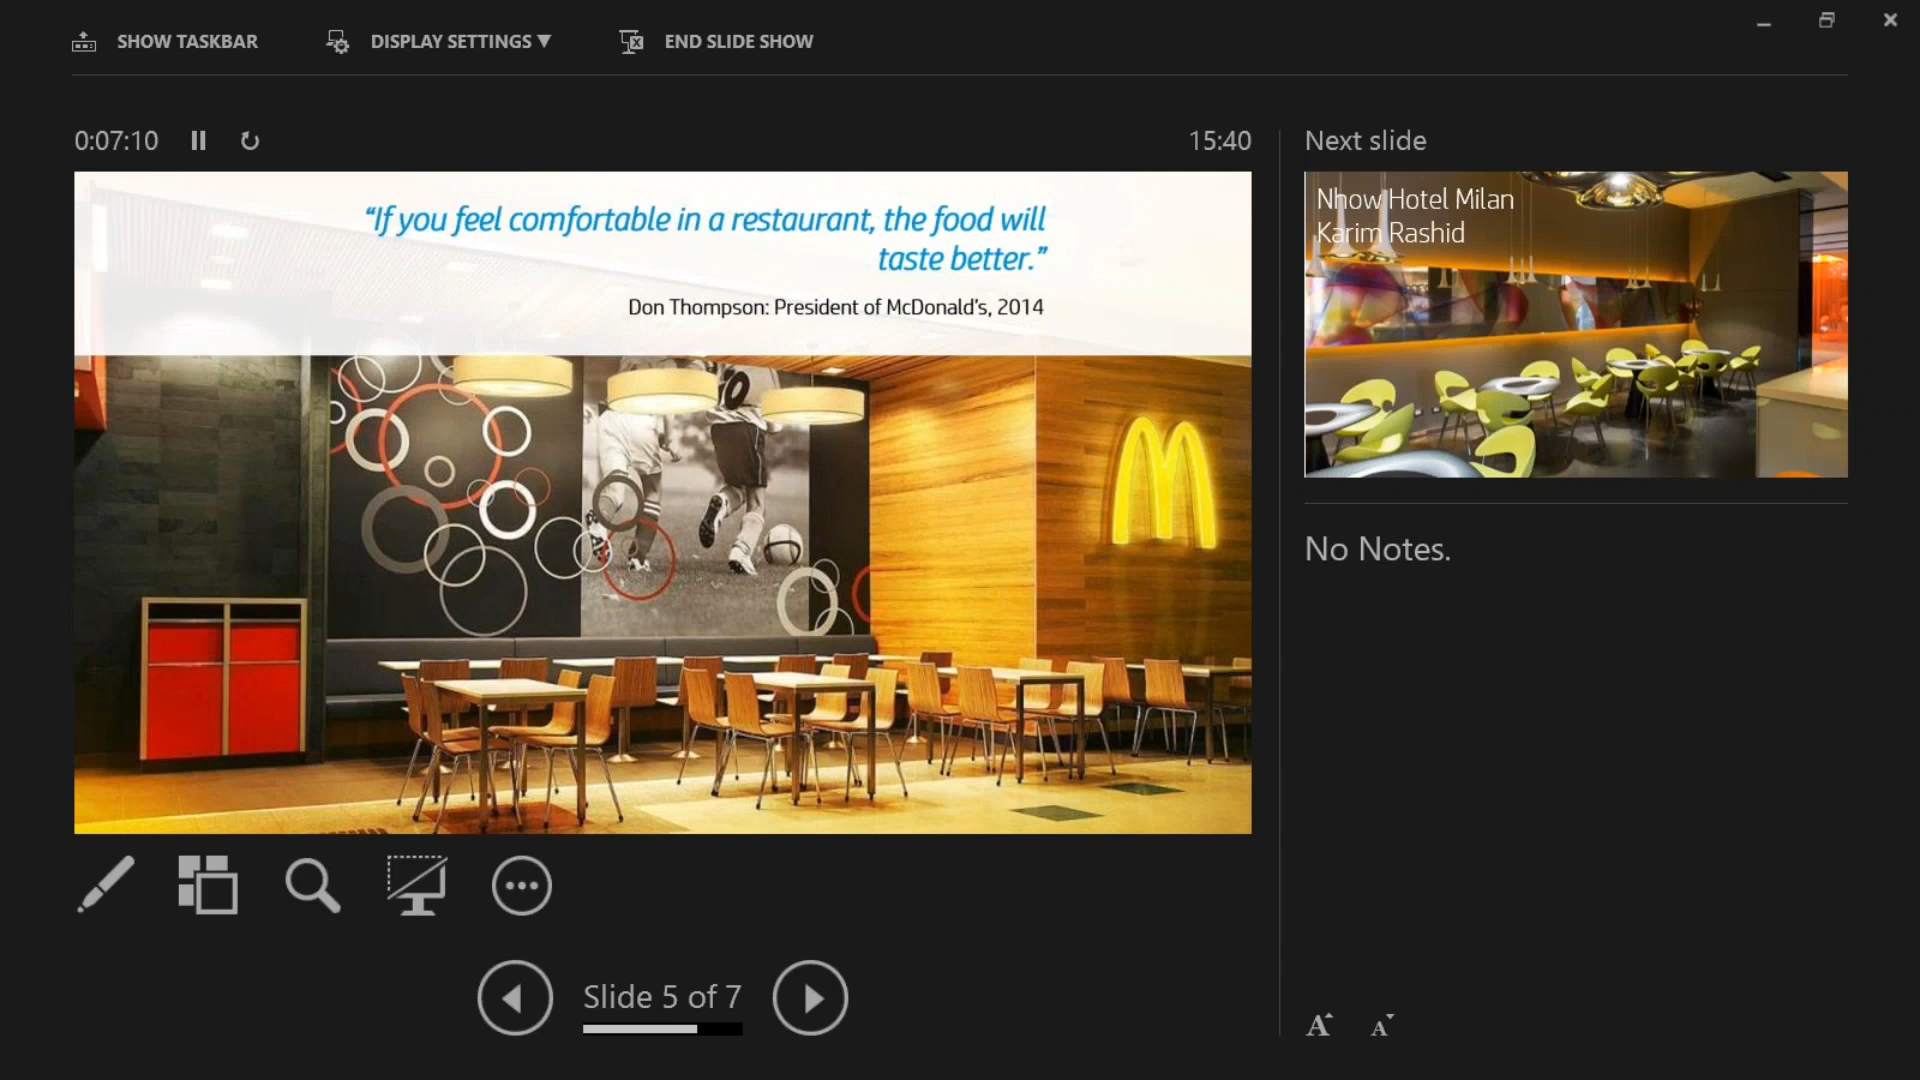 SHOW TASKBAR
DISPLAY SETTINGS ▼
END SLIDE SHOW
0:07:10
15:40
“If you feel comfortable in a restaurant, the food will
taste better.”
Don Thompson: President of McDonald’s, 2014
Slide 5 of 7
Next slide
Nhow Hotel Milan
Karim Rashid
No Notes.
A A